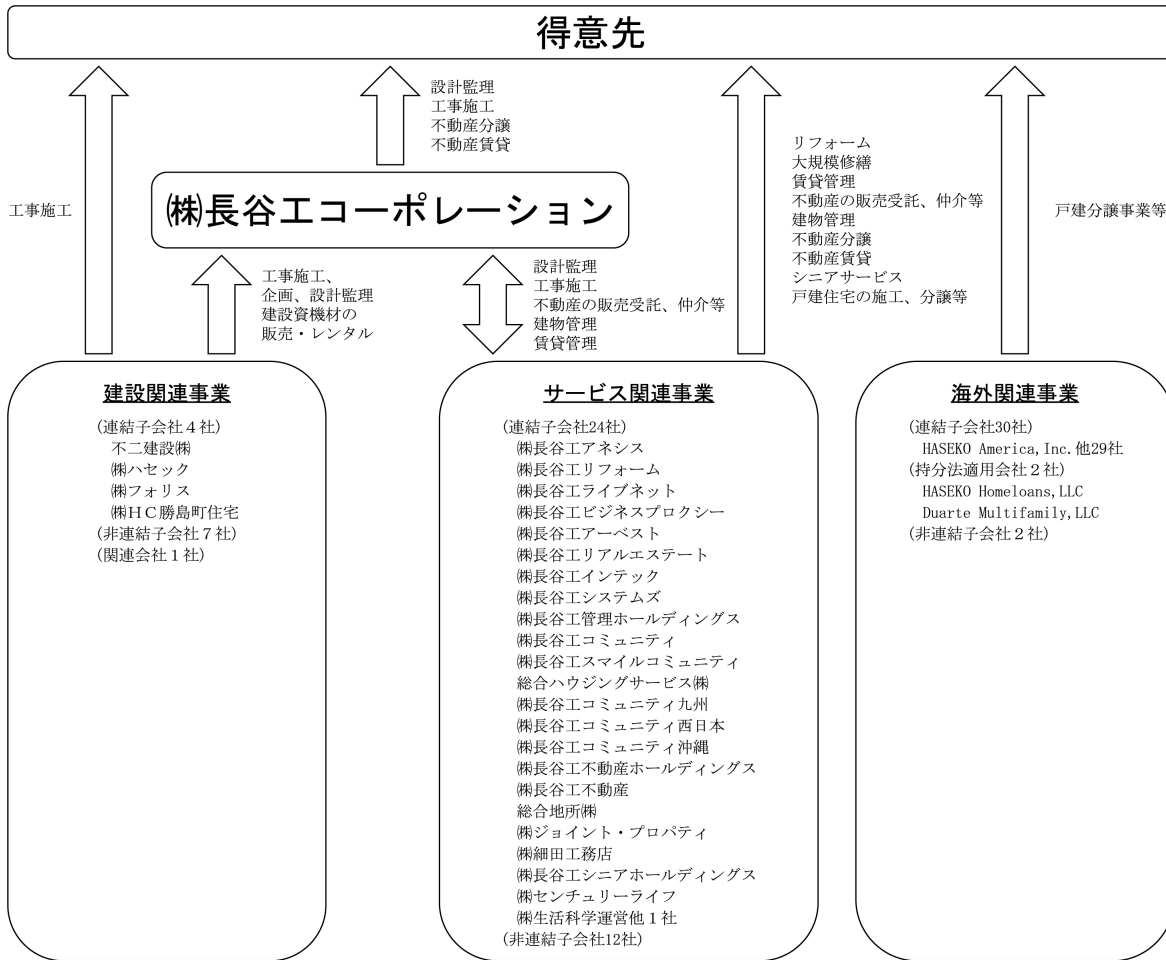 得意先
設計監理
工事施工
不動産分譲
不動産賃貸
工事施工
㈱長谷工コーポレーション
リフォーム
大規模修繕
賃貸管理
不動産の販売受託、仲介等
建物管理
不動産分譲
不動産賃貸
シニアサービス
戸建住宅の施工、分譲等
戸建分譲事業等
工事施工、
企画、設計監理
建設資機材の
販売・レンタル
設計監理
工事施工
不動産の販売受託、仲介等
建物管理
賃貸管理
建設関連事業
(連結子会社４社)
不二建設㈱
㈱ハセック
㈱フォリス
㈱ＨＣ勝島町住宅
(非連結子会社７社)
(関連会社１社)
サービス関連事業
(連結子会社24社)
㈱長谷工アネシス
㈱長谷工リフォーム
㈱長谷工ライブネット
㈱長谷工ビジネスプロクシー
㈱長谷工アーベスト
㈱長谷工リアルエステート
㈱長谷工インテック
㈱長谷工システムズ
㈱長谷工管理ホールディングス
㈱長谷工コミュニティ
㈱長谷工スマイルコミュニティ
総合ハウジングサービス㈱
㈱長谷工コミュニティ九州
㈱長谷工コミュニティ西日本
㈱長谷工コミュニティ沖縄
㈱長谷工不動産ホールディングス
㈱長谷工不動産
総合地所㈱
㈱ジョイント・プロパティ
㈱細田工務店
㈱長谷工シニアホールディングス
㈱センチュリーライフ
㈱生活科学運営他１社
(非連結子会社12社)
海外関連事業
(連結子会社30社)
HASEKO America,Inc.他29社
(持分法適用会社２社)
HASEKO Homeloans,LLC
Duarte Multifamily,LLC
(非連結子会社２社)